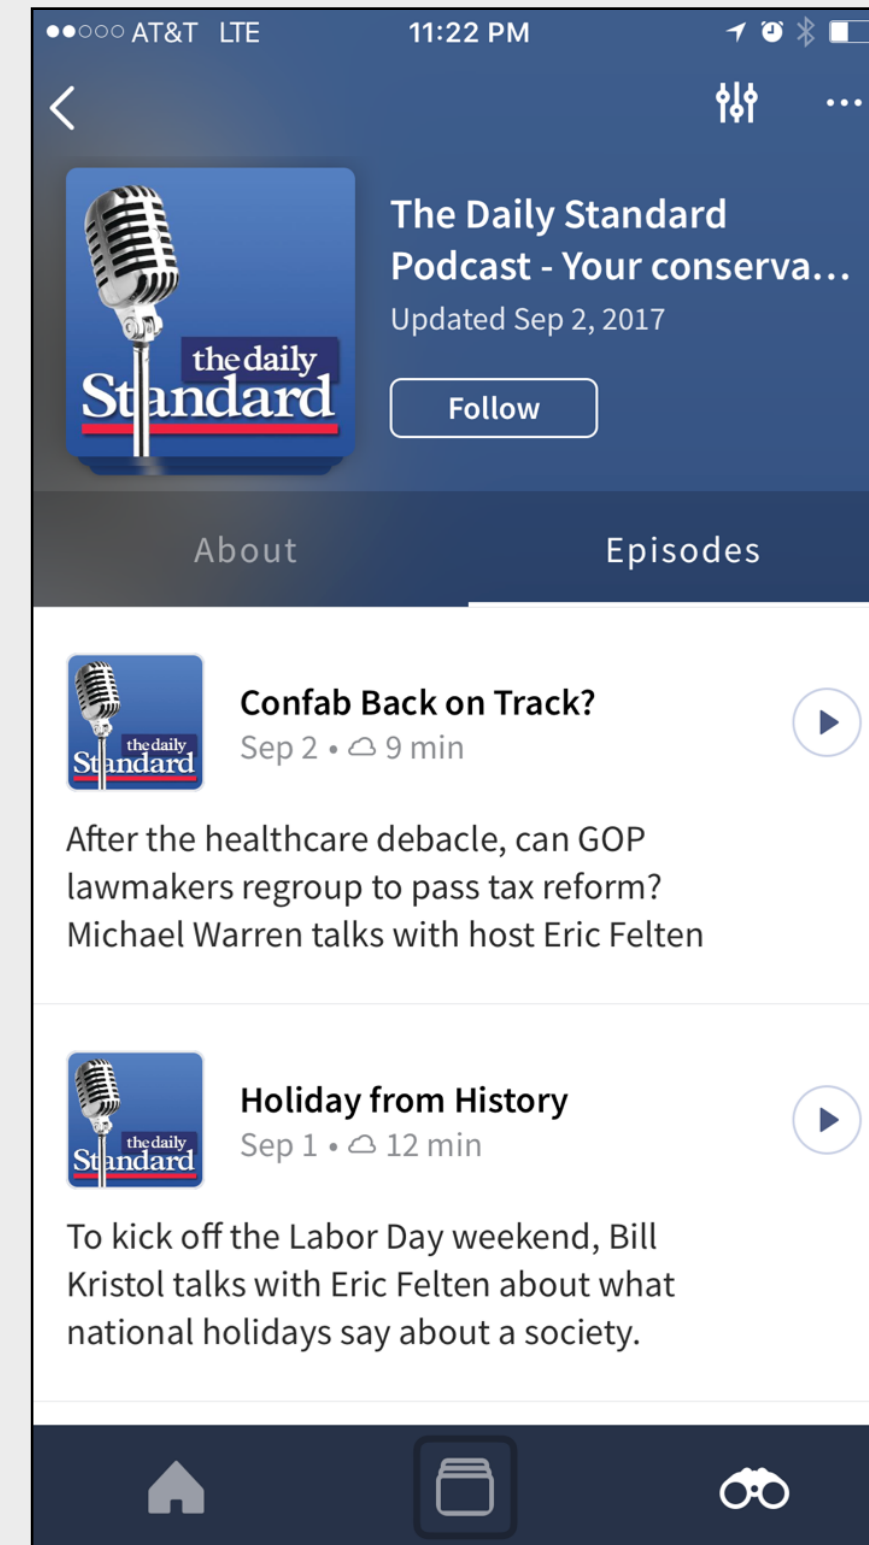 AT&T LTE 11:22 PM
The Daily Standard
Podcast - Your conserva...
Updated Sep 2, 2017
the daily
Standard
Follow
About Episodes
the daily
Standard
Confab Back on Track?
Sep 2 • 9 min
After the healthcare debacle, can GOP
lawmakers regroup to pass tax reform?
Michael Warren talks with host Eric Felten
the daily
Standard
Holiday from History
Sep 1 • 12 min
To kick off the Labor Day weekend, Bill
Kristol talks with Eric Felten about what
national holidays say about a society.